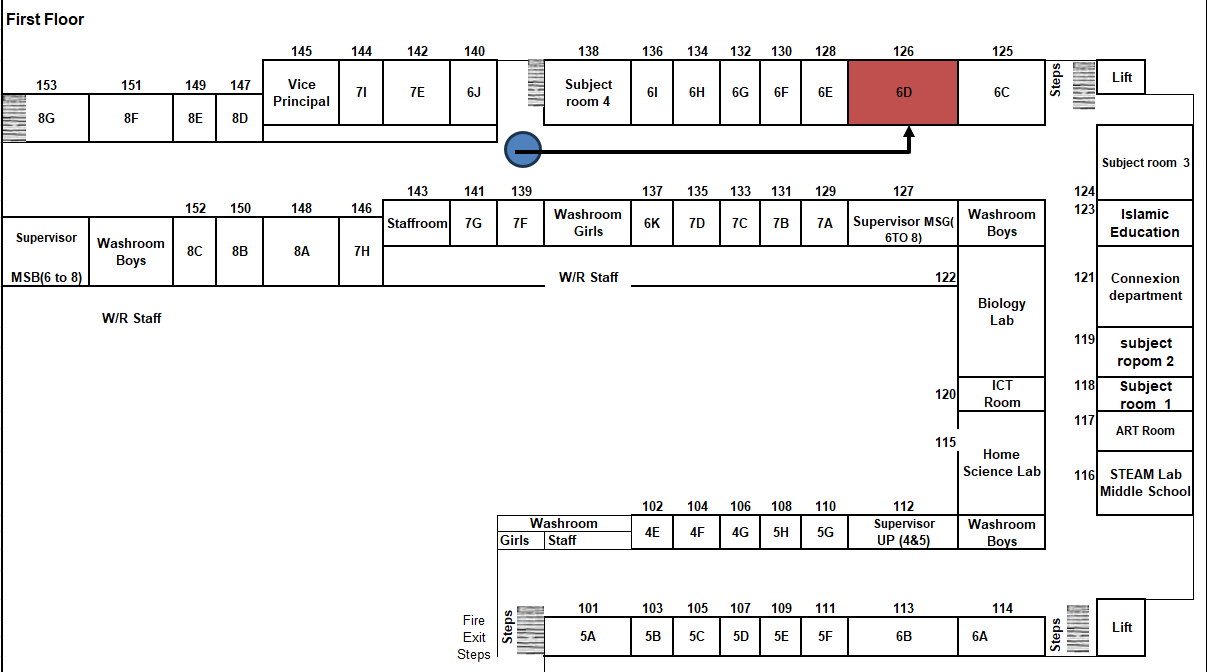 First Floor
145 144 142 140 138 136 134 132 130 128 126 125
153 151 149 147
Vice
Principal
7I 7E 6J
Subject
room 4
6I 6H 6G 6F 6E 6D 6C
Steps
Lift
8G 8F 8E 8D
Subject room 3
124
143 141 139 137 135 133 131 129 127
152 150 148 146
123
Staffroom 7G 7F
Washroom
Girls
6K 7D 7C 7B 7A
Supervisor MSG(
6TO 8)
Washroom
Boys
Islamic
Education
Supervisor
MSB(6 to 8)
Washroom
Boys
8C 8B 8A 7H
W/R Staff
122
121
Connexion
department
Biology
Lab
W/R Staff
119
subject
ropom 2
120
ICT
Room
118
Subject
room 1
117
ART Room
115
Home
Science Lab
116
STEAM Lab
Middle School
102 104 106 108 110 112
Washroom
Girls Staff
4E 4F 4G 5H 5G
Supervisor
UP (4&5)
Washroom
Boys
101 103 105 107 109 111 113 114
Fire
Exit
Steps
Steps
5A 5B 5C 5D 5E 5F 6B 6A
Steps
Lift